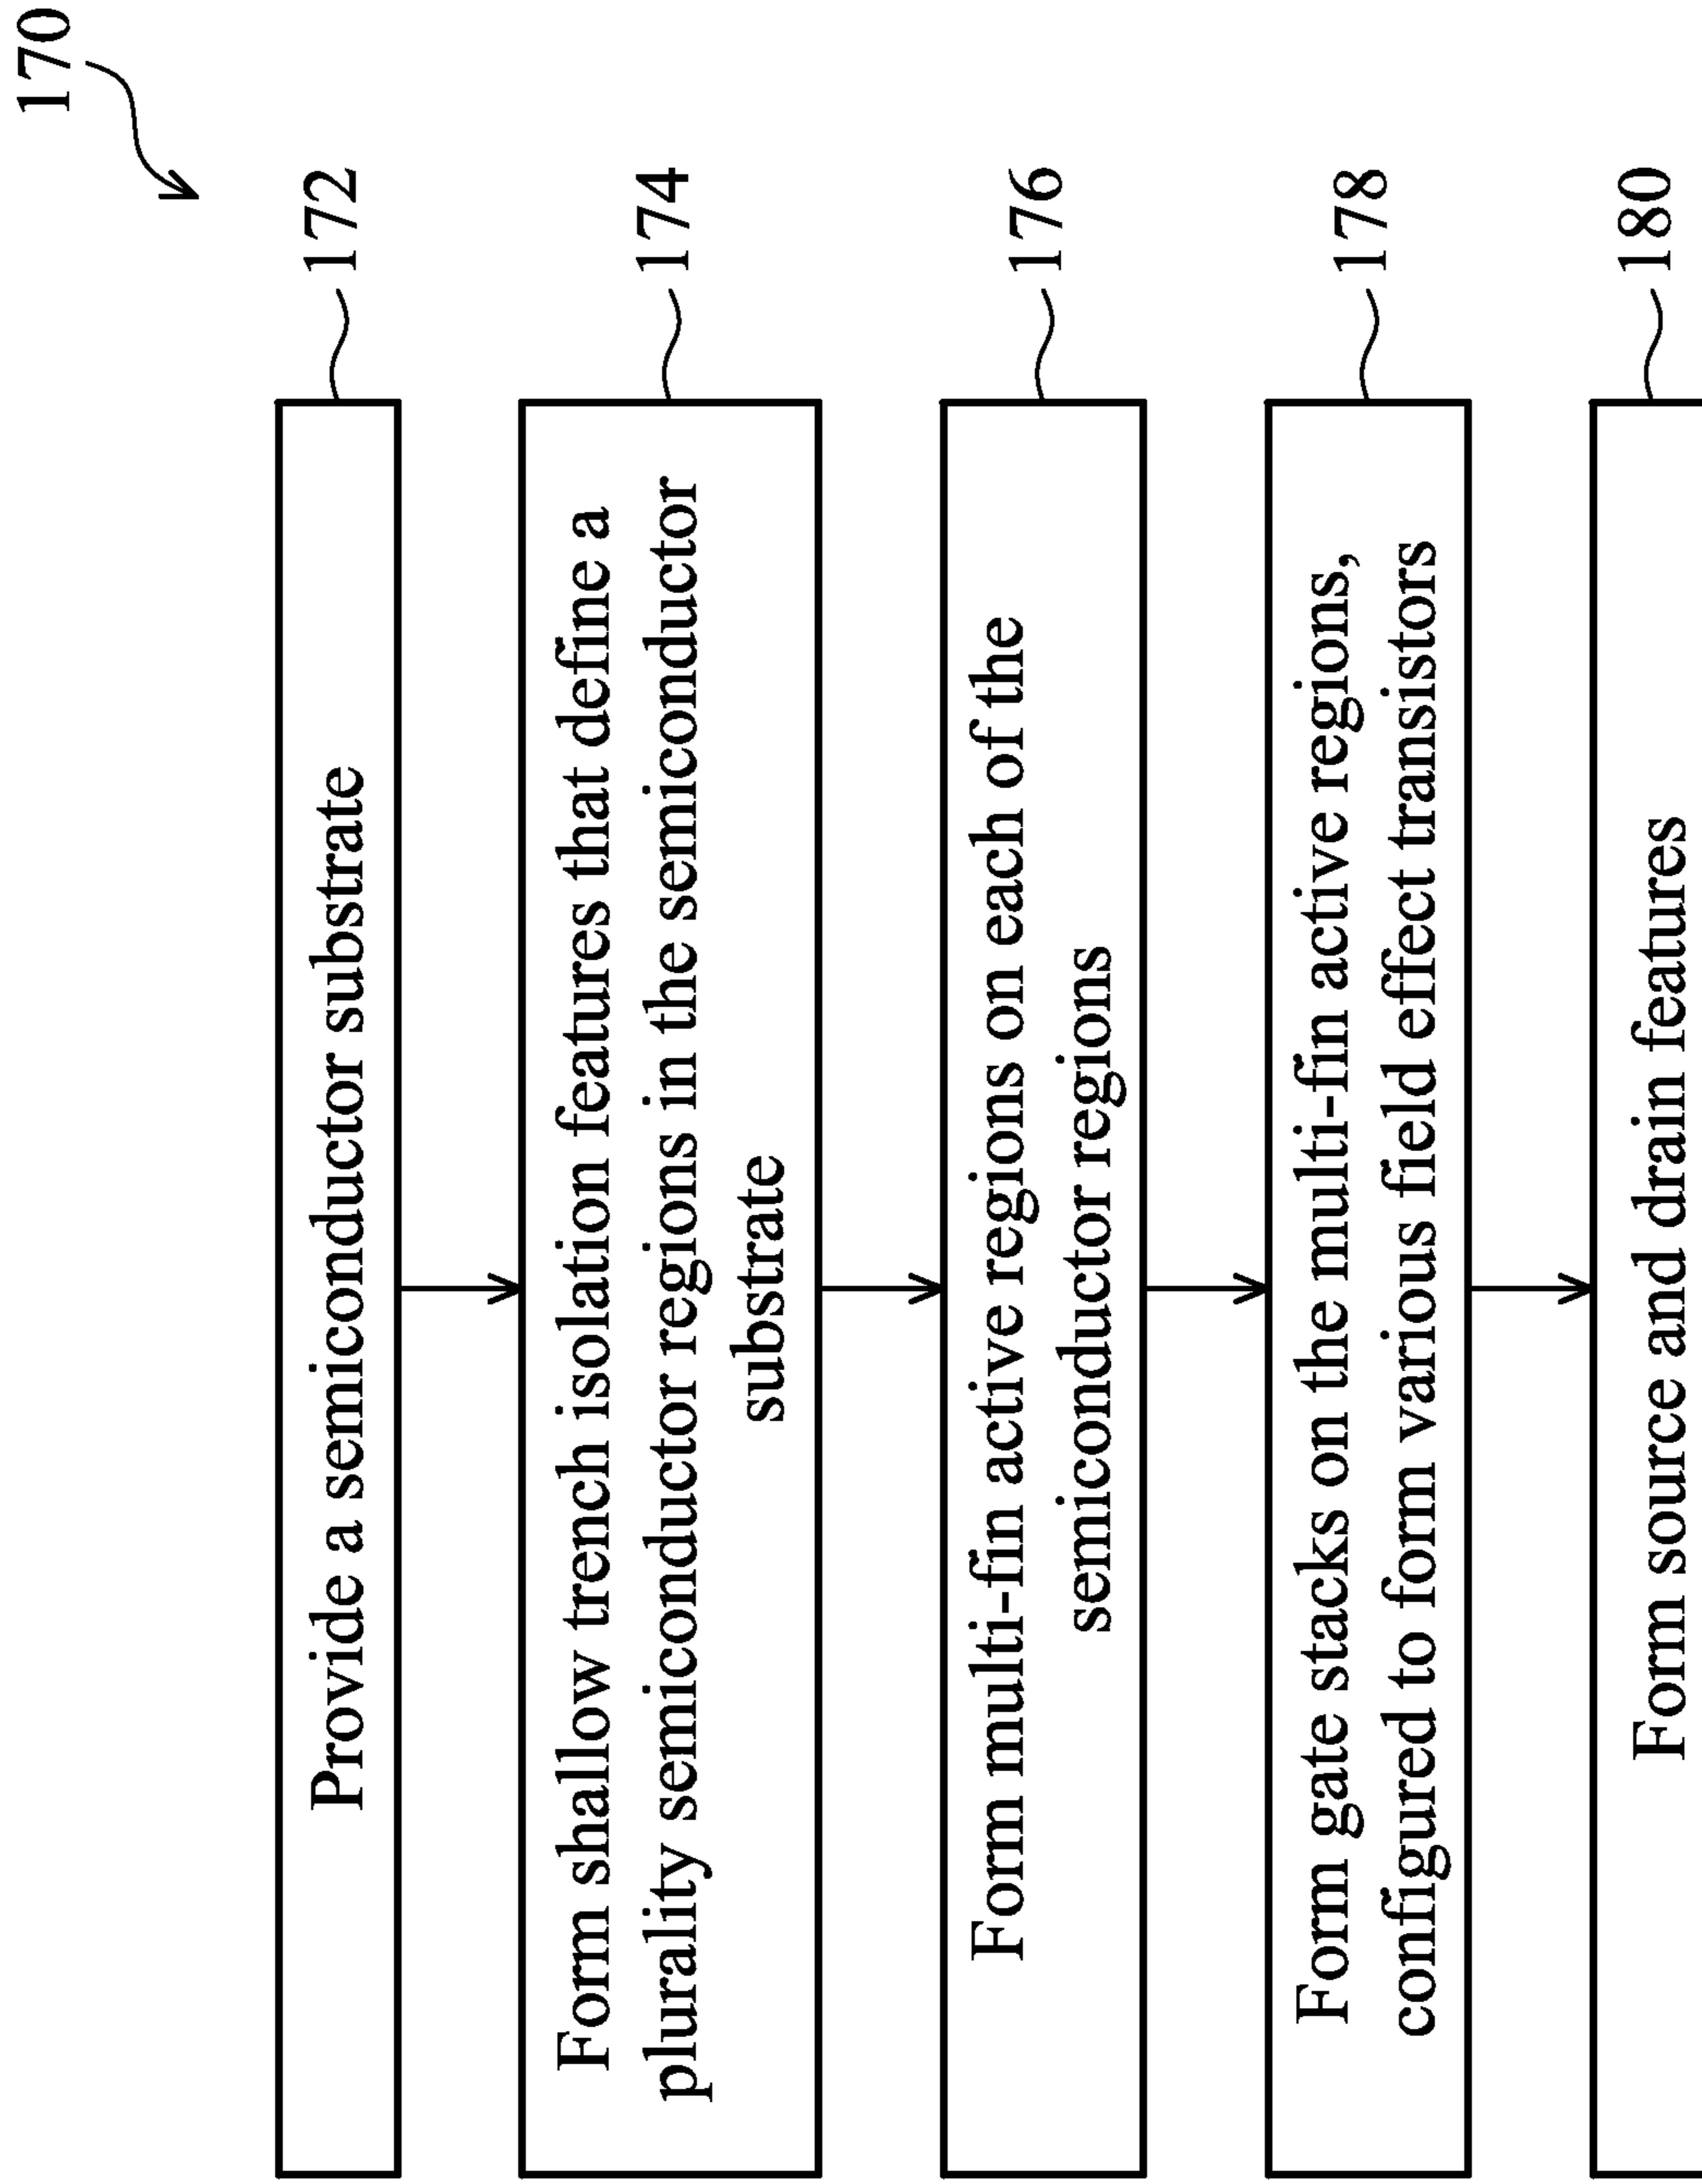 170
Provide a semiconductor substrate
172
Form shallow trench isolation features that define a
plurality semiconductor regions in the semiconductor
substrate
174
Form multi-fin active regions on each of the
semiconductor regions
176
Form gate stacks on the multi-fin active regions,
configured to form various field effect transistors
178
Form source and drain features
180